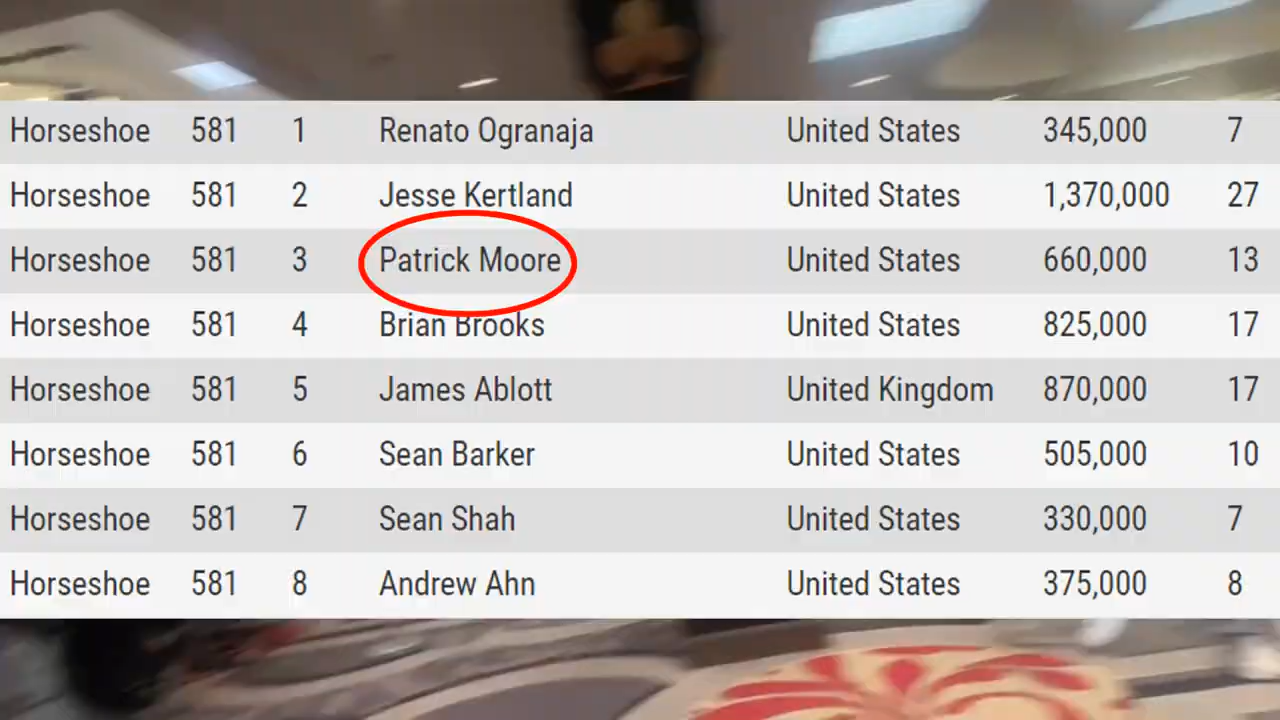 Horseshoe 581 1 Renato Ogranaja United States 345,000 7
Horseshoe 581 2 Jesse Kertland United States 1,370,000 27
Horseshoe 581 3 Patrick Moore United States 660,000 13
Horseshoe 581 4 Brian Brooks United States 825,000 17
Horseshoe 581 5 James Ablott United Kingdom 870,000 17
Horseshoe 581 6 Sean Barker United States 505,000 10
Horseshoe 581 7 Sean Shah United States 330,000 7
Horseshoe 581 8 Andrew Ahn United States 375,000 8